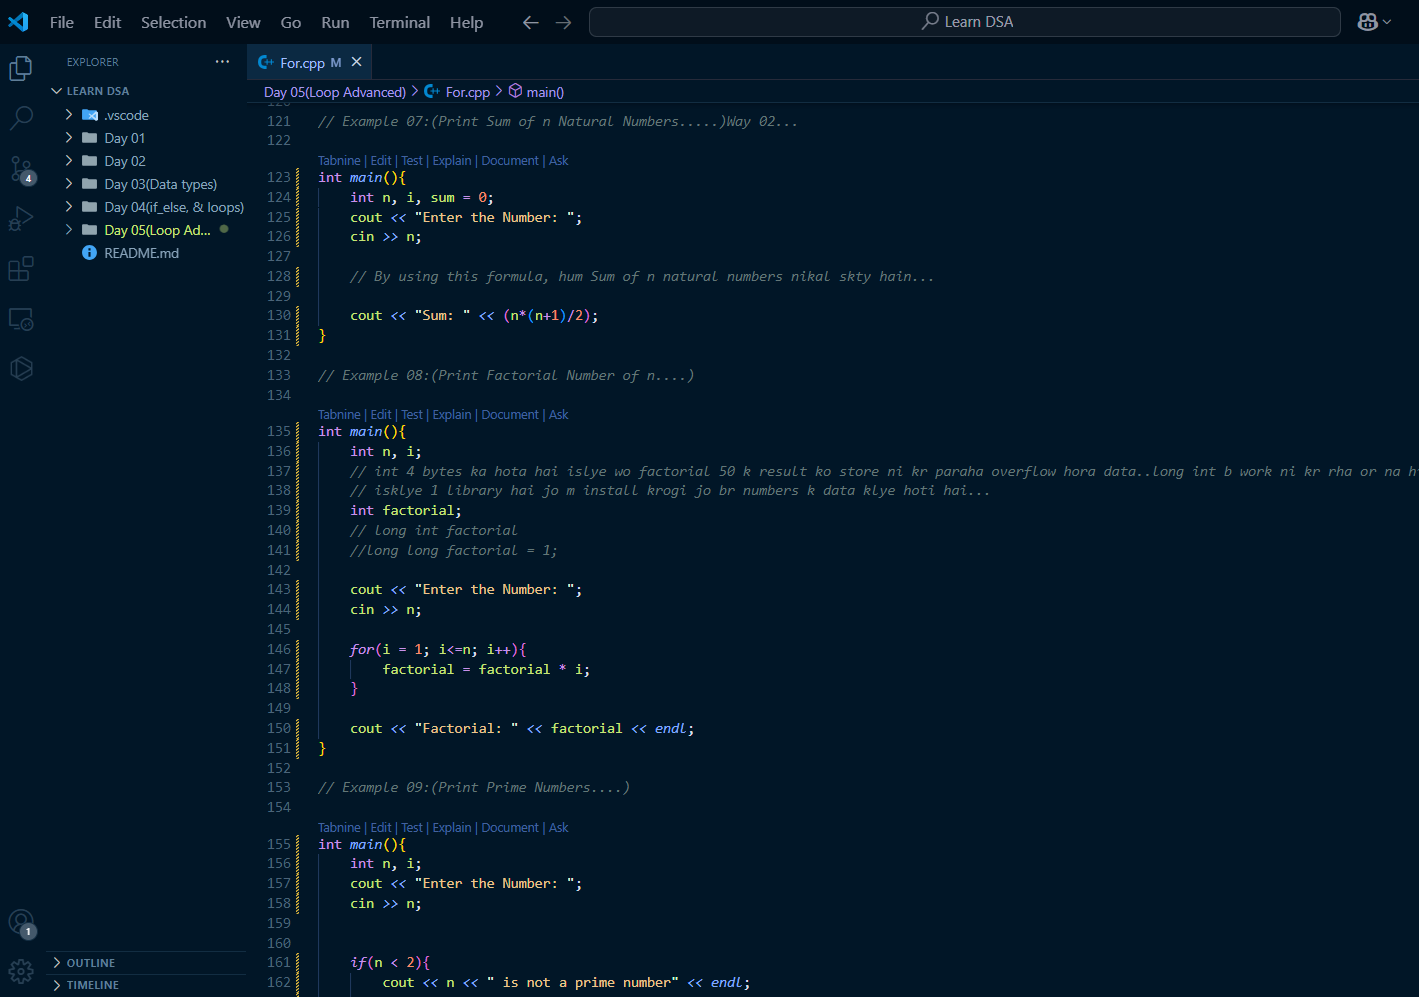 File Edit Selection View Go Run Terminal Help
Learn DSA
EXPLORER
LEARN DSA
.vscode
Day 01
Day 02
Day 03(Data types)
Day 04(if_else, & loops)
Day 05(Loop Ad...
README.md
4
1
OUTLINE
TIMELINE
For.cpp M
Day 05(Loop Advanced) > For.cpp > main()
121 // Example 07:(Print Sum of n Natural Numbers.....)Way 02...
122
Tabnine | Edit | Test | Explain | Document | Ask
123 int main(){
124 int n, i, sum = 0;
125 cout << "Enter the Number: ";
126 cin >> n;
127
128 // By using this formula, hum Sum of n natural numbers nikal skty hain...
129
130 cout << "Sum: " << (n*(n+1)/2);
131 }
132
133 // Example 08:(Print Factorial Number of n....)
134
Tabnine | Edit | Test | Explain | Document | Ask
135 int main(){
136 int n, i;
137 // int 4 bytes ka hota hai islye wo factorial 50 k result ko store ni kr paraha overflow hora data..long int b work ni kr rha or na
138 // isklye 1 library hai jo m install krogi jo br numbers k data klye hoti hai...
139 int factorial;
140 // long int factorial
141 //long long factorial = 1;
142
143 cout << "Enter the Number: ";
144 cin >> n;
145
146 for(i = 1; i<=n; i++){
147 factorial = factorial * i;
148 }
149
150 cout << "Factorial: " << factorial << endl;
151 }
152
153 // Example 09:(Print Prime Numbers....)
154
Tabnine | Edit | Test | Explain | Document | Ask
155 int main(){
156 int n, i;
157 cout << "Enter the Number: ";
158 cin >> n;
159
160
161 if(n < 2){
162 cout << n << " is not a prime number" << endl;